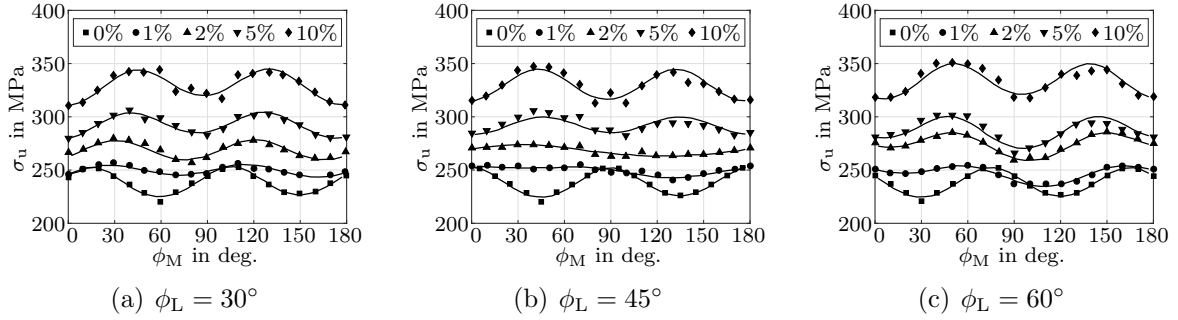 400
350
300
250
200
σu in MPa
0% 1% 2% 5% 10%
0 30 60 90 120 150 180
ϕM in deg.
(a) ϕL = 30°
400
350
300
250
200
σu in MPa
0% 1% 2% 5% 10%
0 30 60 90 120 150 180
ϕM in deg.
(b) ϕL = 45°
400
350
300
250
200
σu in MPa
0% 1% 2% 5% 10%
0 30 60 90 120 150 180
ϕM in deg.
(c) ϕL = 60°